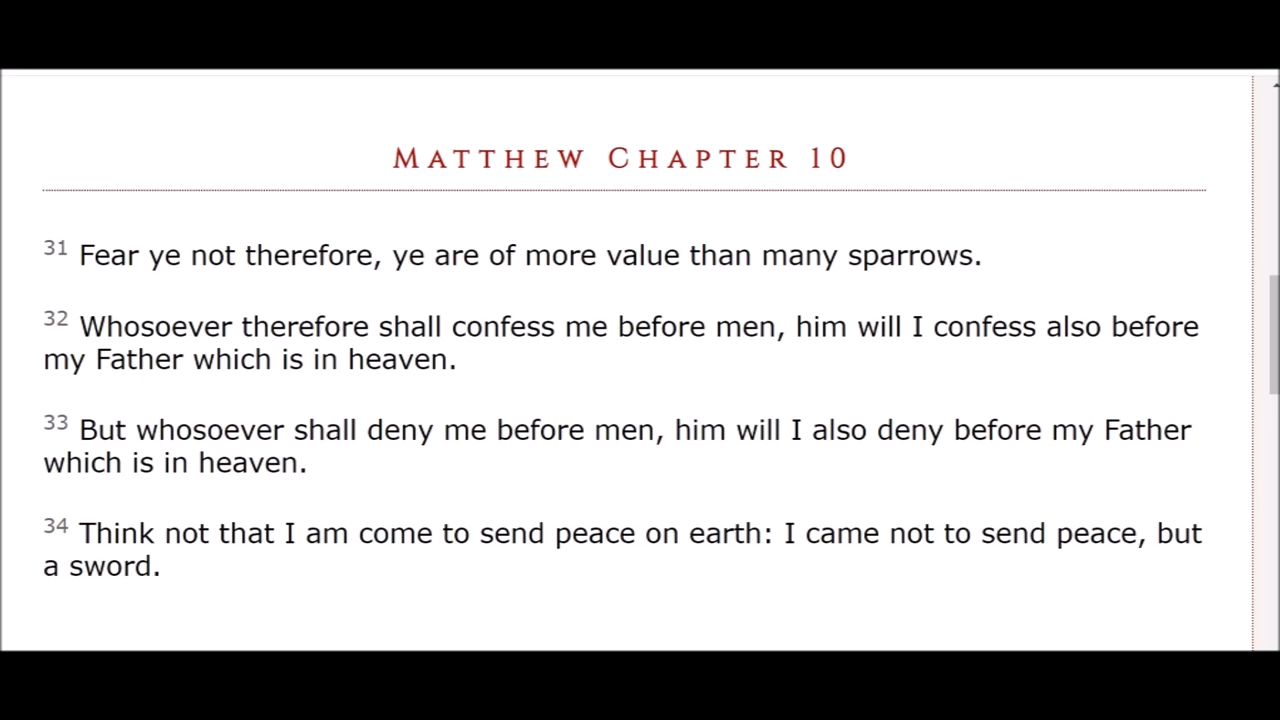 Matthew Chapter 10
31 Fear ye not therefore, ye are of more value than many sparrows.
32 Whosoever therefore shall confess me before men, him will I confess also before
my Father which is in heaven.
33 But whosoever shall deny me before men, him will I also deny before my Father
which is in heaven.
34 Think not that I am come to send peace on earth: I came not to send peace, but
a sword.